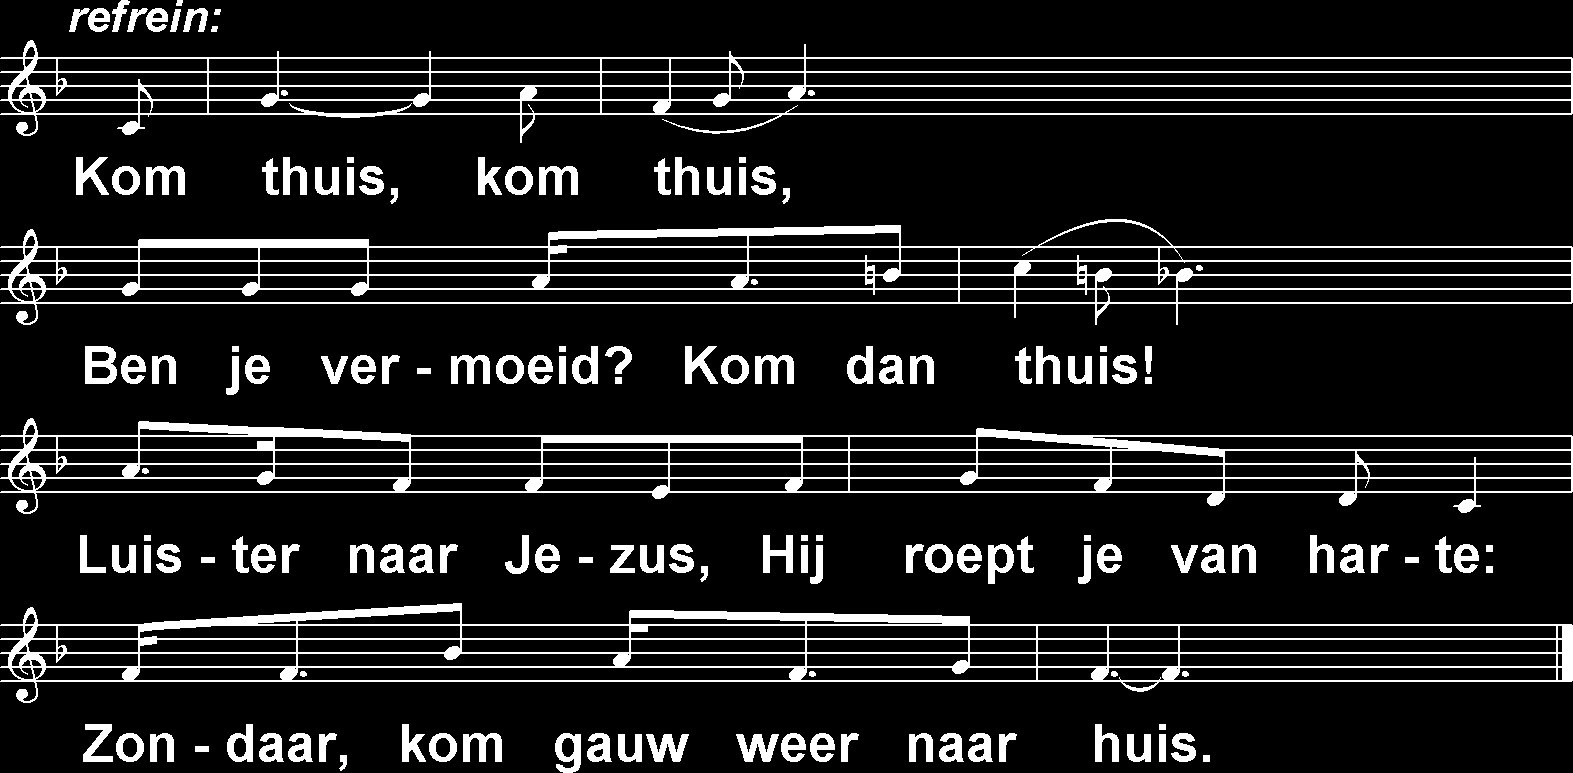 refrein:
Kom thuis, kom thuis,
Ben je ver - moeid? Kom dan thuis!
Luis - ter naar Je - zus, Hij roept je van har - te:
Zon - daar, kom gauw weer naar huis.